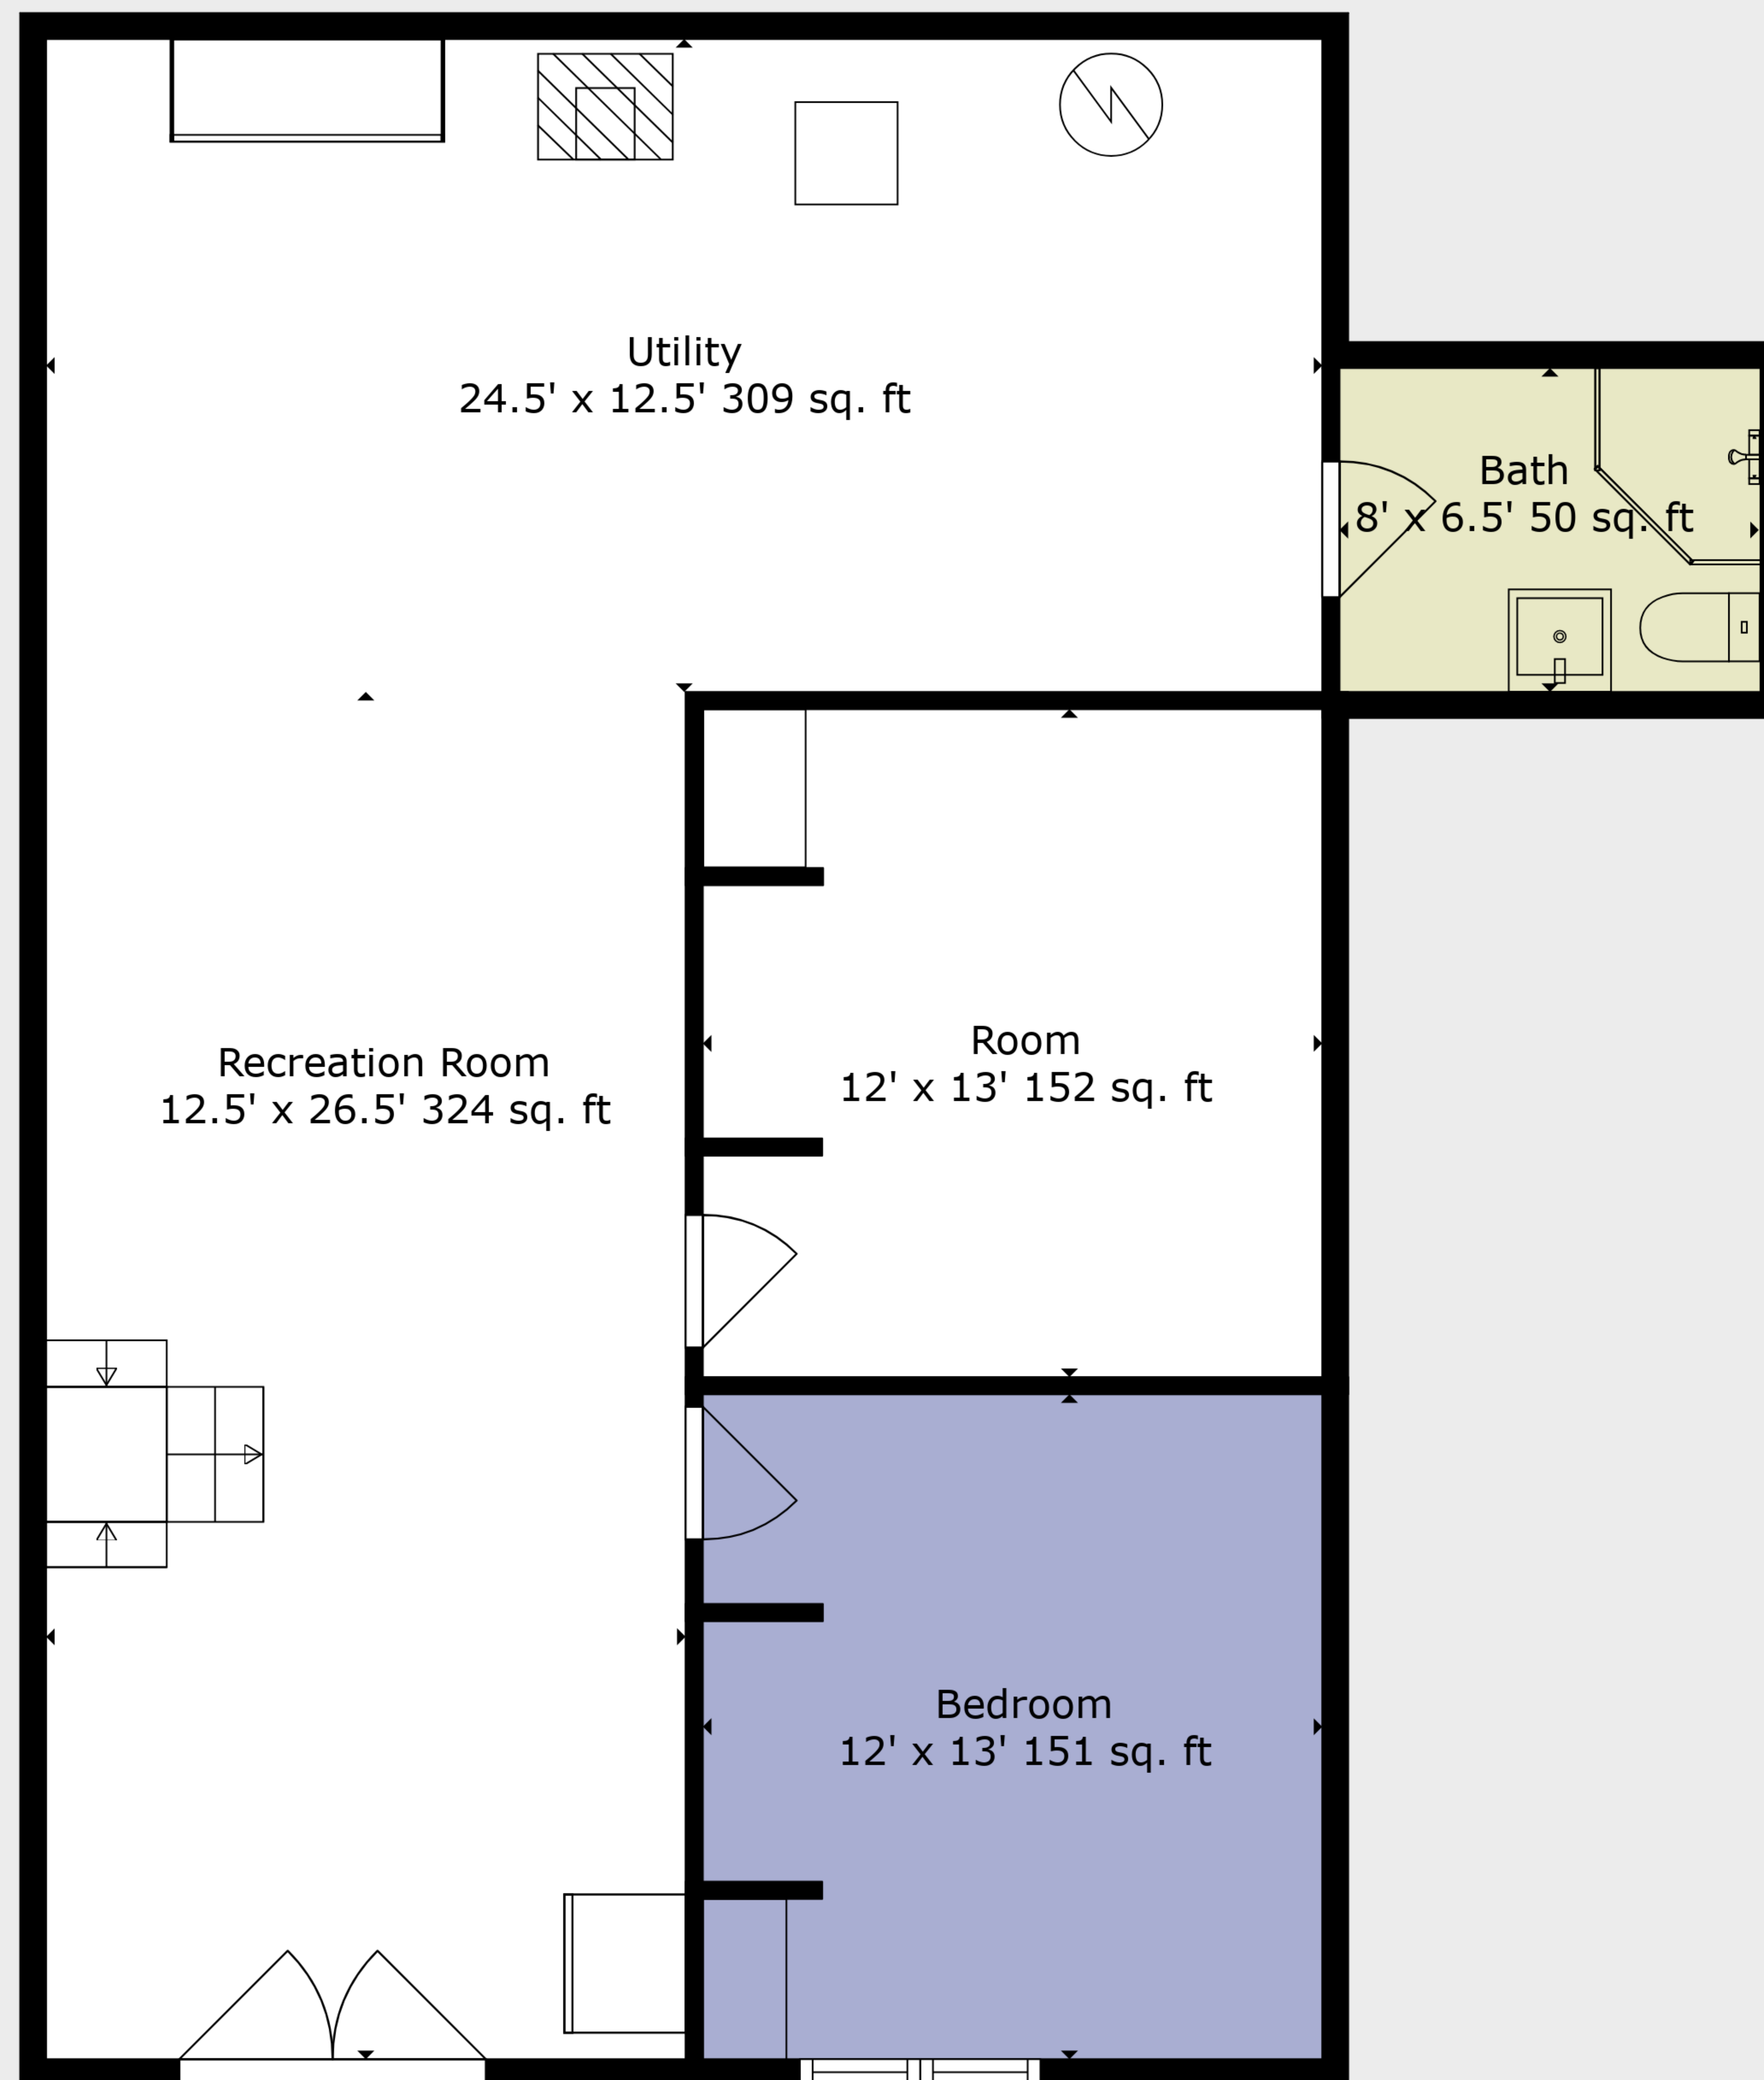 Utility
24.5' x 12.5' 309 sq. ft
Bath
8' x 6.5' 50 sq. ft
Recreation Room
12.5' x 26.5' 324 sq. ft
Room
12' x 13' 152 sq. ft
Bedroom
12' x 13' 151 sq. ft